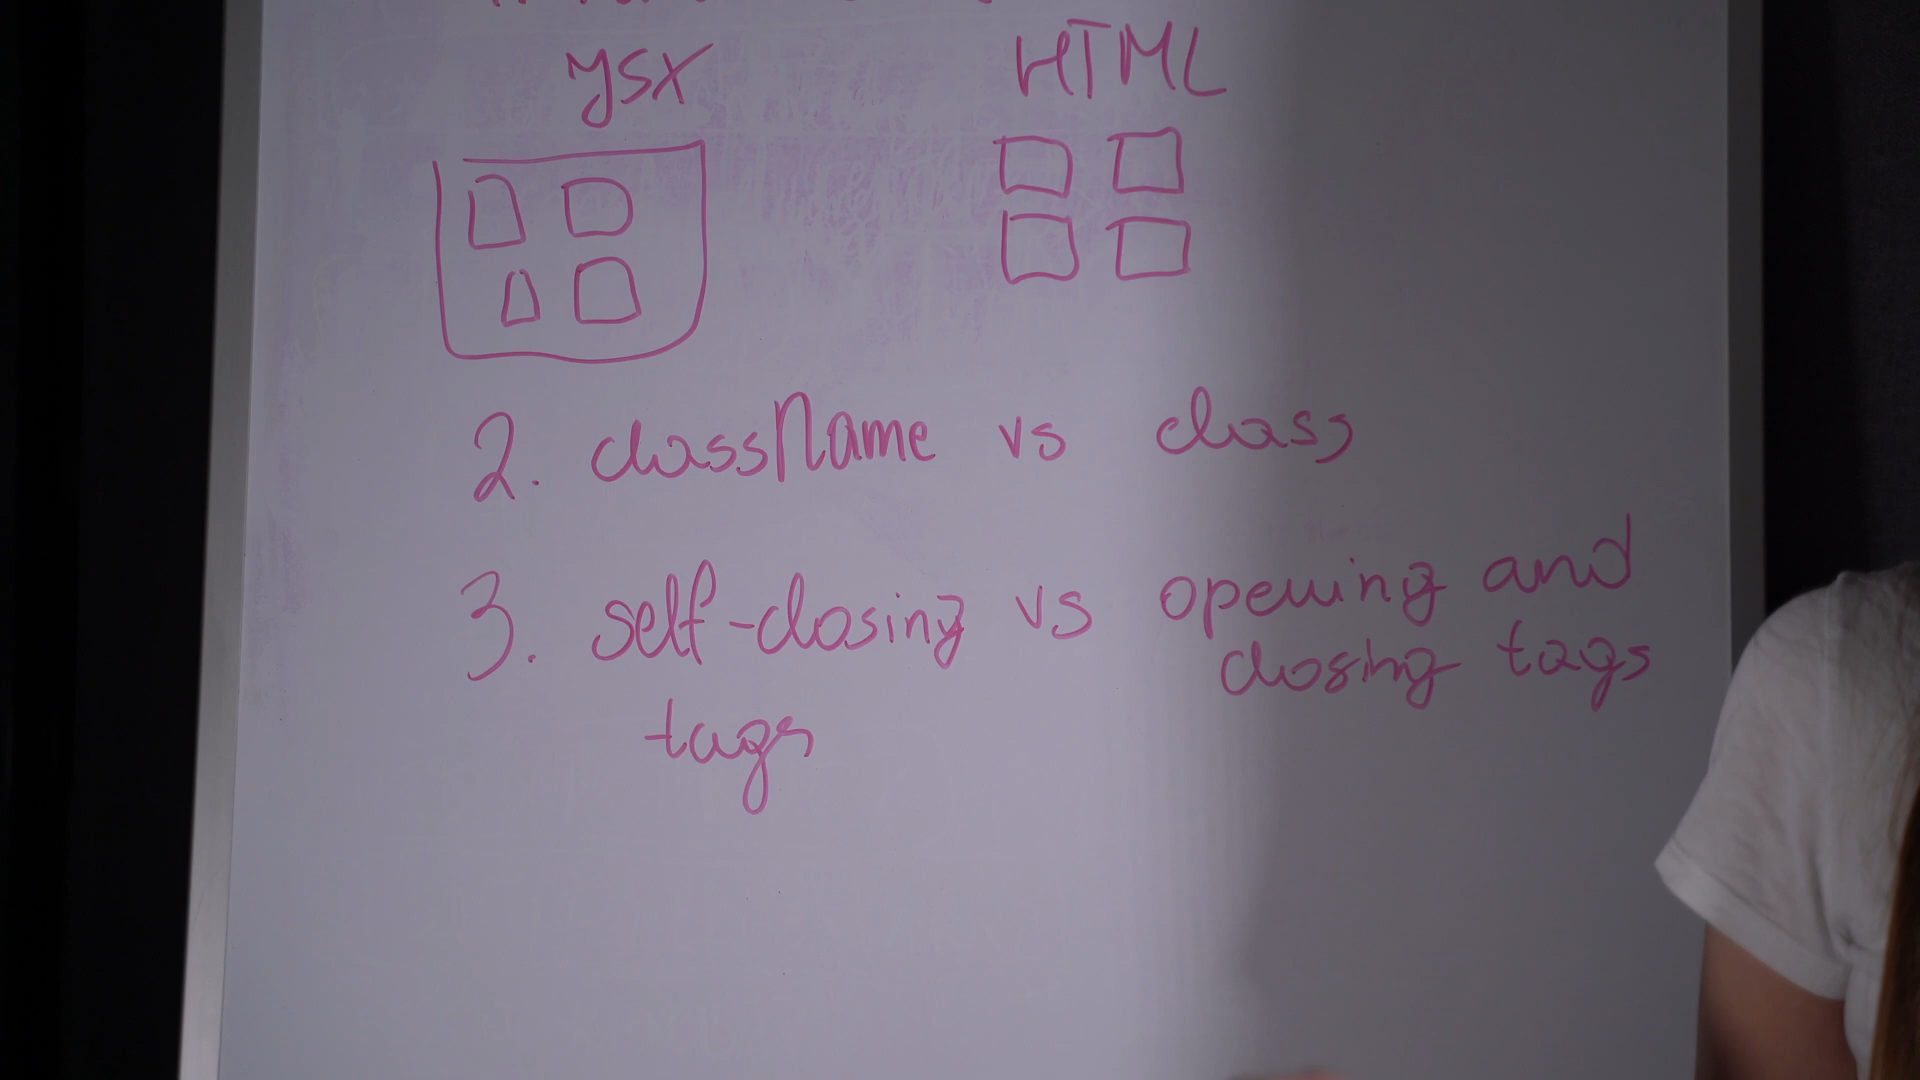 JSX HTML
2. className vs class
3. self-closing vs opening and
tags closing tags